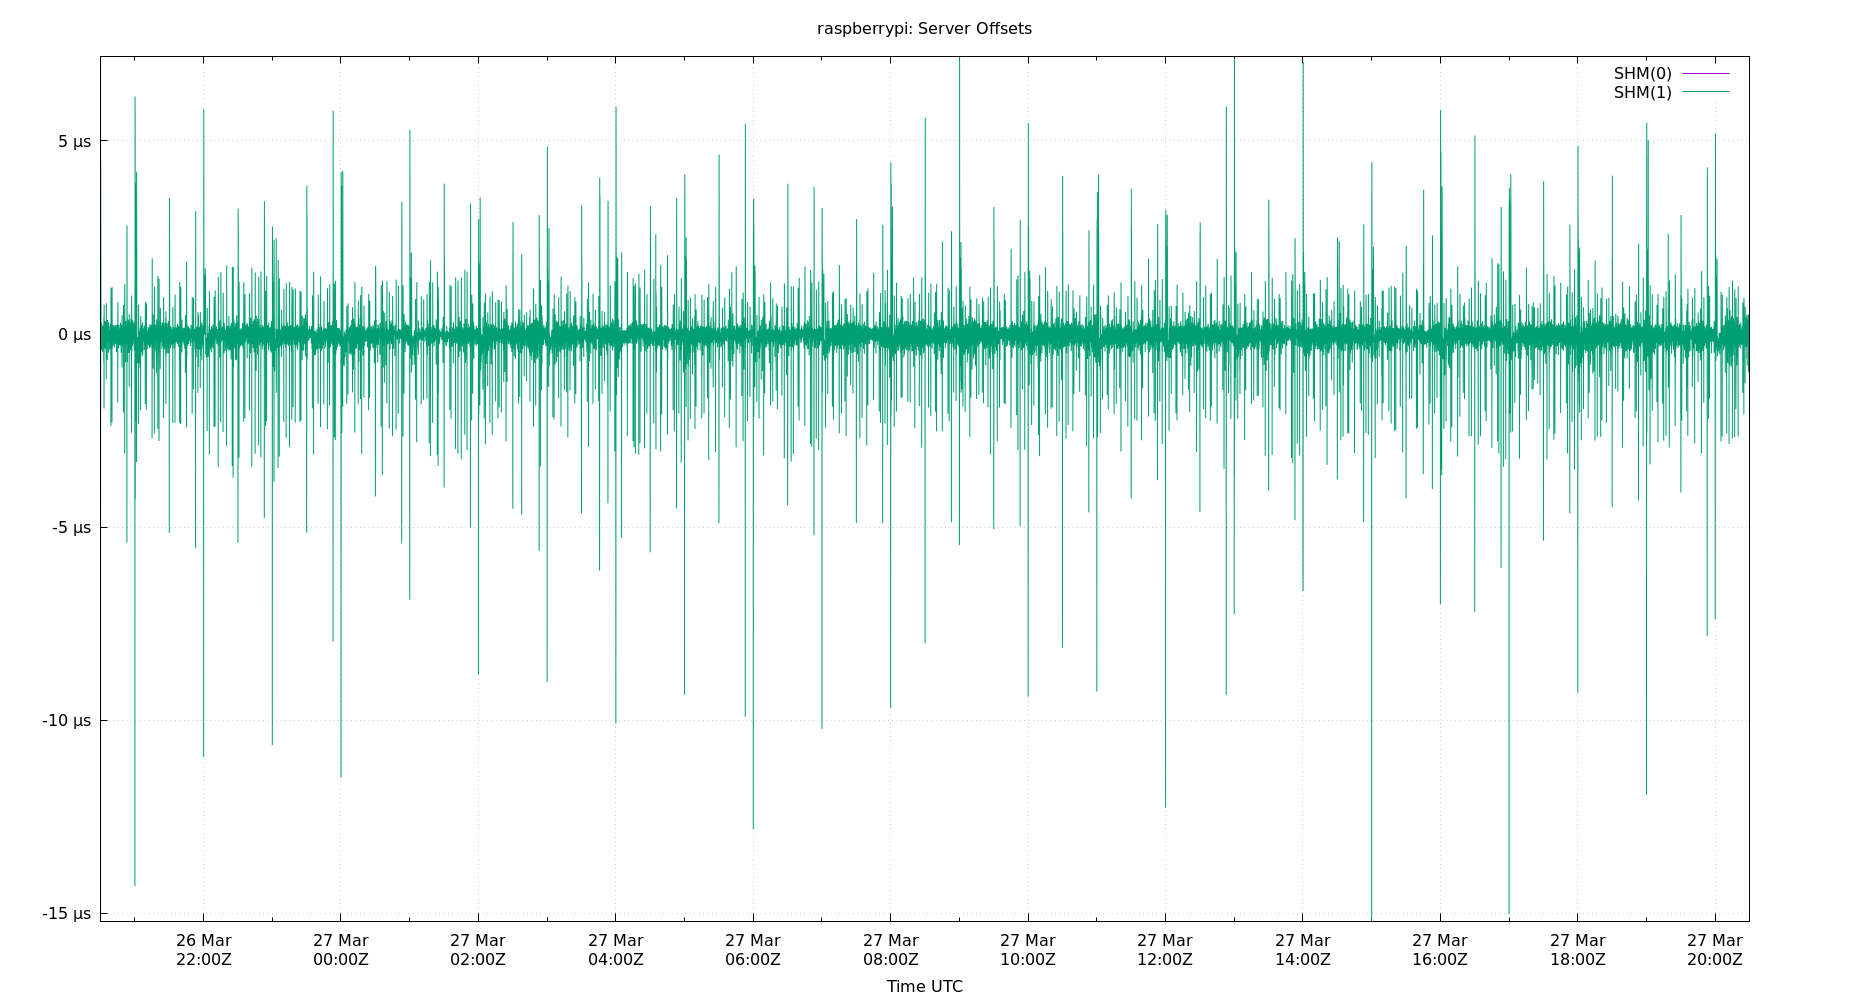 raspberrypi: Server Offsets
SHM(0)
SHM(1)
5 µs
0 µs
-5 µs
-10 µs
-15 µs
26 Mar 27 Mar 27 Mar 27 Mar 27 Mar 27 Mar 27 Mar 27 Mar 27 Mar 27 Mar 27 Mar 27 Mar
22:00Z 00:00Z 02:00Z 04:00Z 06:00Z 08:00Z 10:00Z 12:00Z 14:00Z 16:00Z 18:00Z 20:00Z
Time UTC